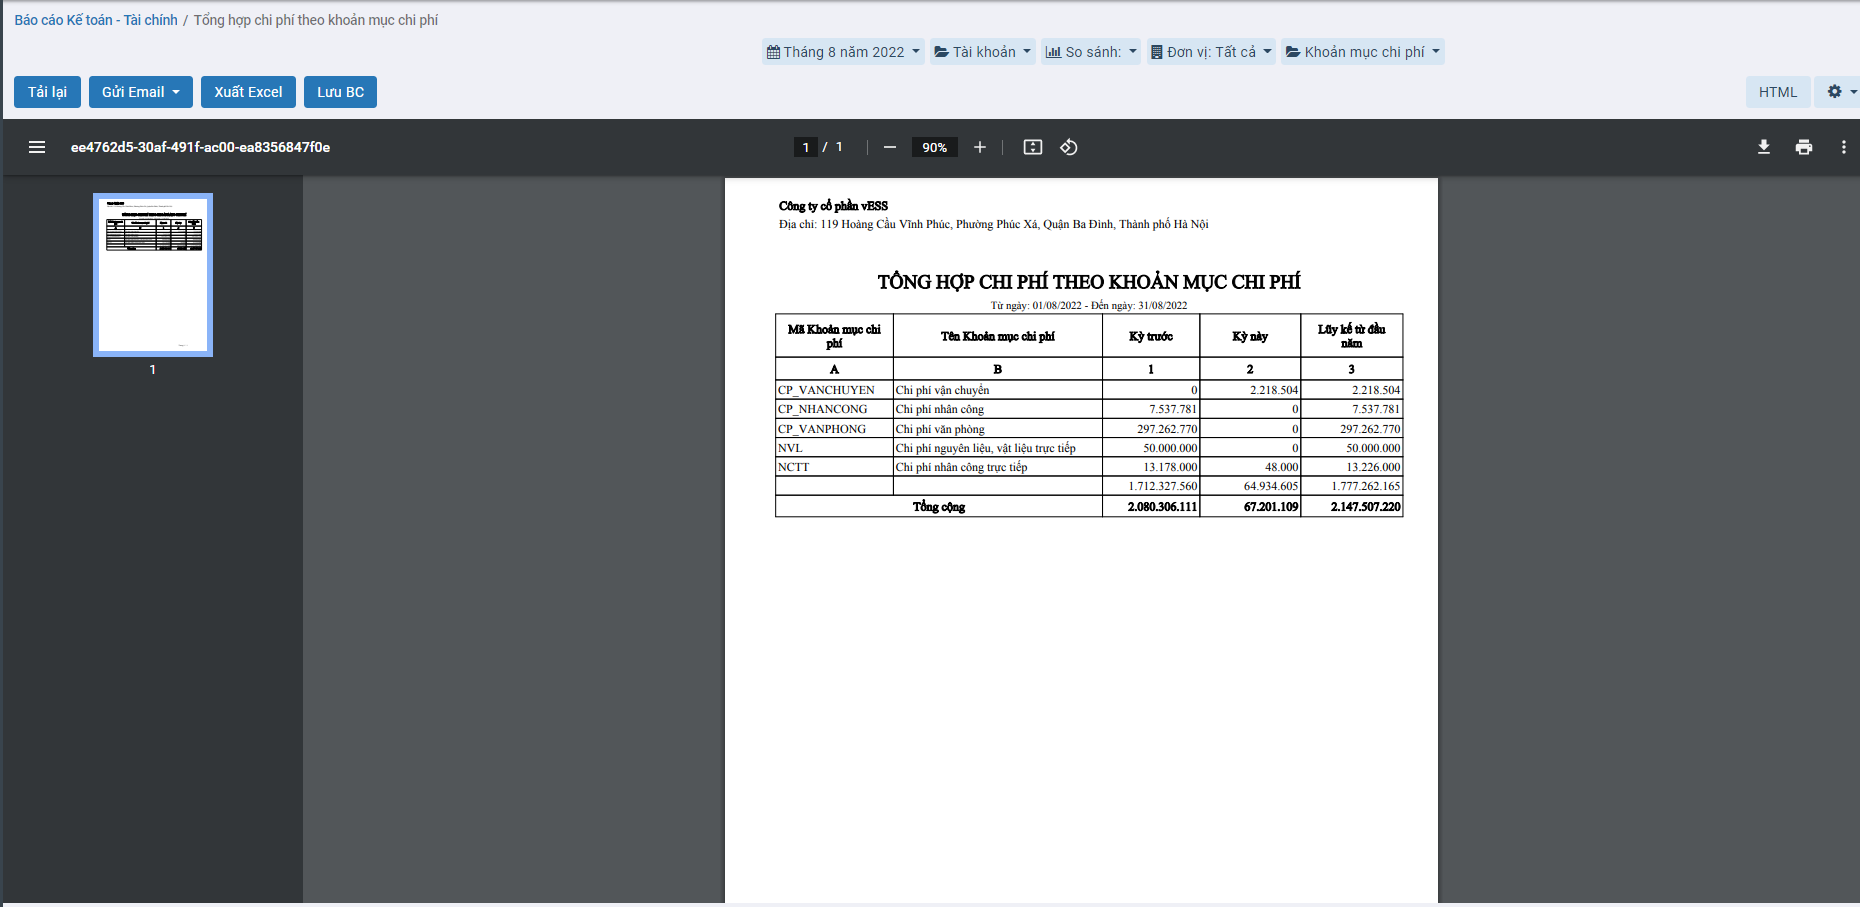 Báo cáo Kế toán - Tài chính / Tổng hợp chi phí theo khoản mục chi phí
Tháng 8 năm 2022 Tài khoản So sánh: Đơn vị: Tất cả Khoản mục chi phí
Tải lại Gửi Email Xuất Excel Lưu BC HTML
ee4762d5-30af-491f-ac00-ea8356847f0e 1 / 1 90%
1
Công ty cổ phần vESS
Địa chỉ: 119 Hoàng Cầu Vĩnh Phúc, Phường Phúc Xá, Quận Ba Đình, Thành phố Hà Nội
TỔNG HỢP CHI PHÍ THEO KHOẢN MỤC CHI PHÍ
Từ ngày: 01/08/2022 - Đến ngày: 31/08/2022
Mã Khoản mục chi phí Tên Khoản mục chi phí Kỳ trước Kỳ này Lũy kế từ đầu năm
A B 1 2 3
CP_VANCHUYEN Chi phí vận chuyển 0 2.218.504 2.218.504
CP_NHANCONG Chi phí nhân công 7.537.781 0 7.537.781
CP_VANPHONG Chi phí văn phòng 297.262.770 0 297.262.770
NVL Chi phí nguyên liệu, vật liệu trực tiếp 50.000.000 0 50.000.000
NCTT Chi phí nhân công trực tiếp 13.178.000 48.000 13.226.000
1.712.327.560 64.934.605 1.777.262.165
Tổng cộng 2.080.306.111 67.201.109 2.147.507.220